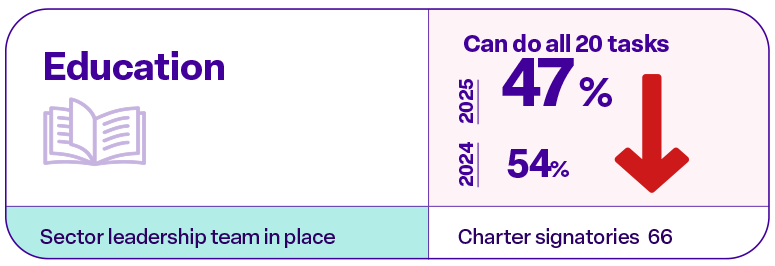 Education
Can do all 20 tasks
2025
47%
2024
54%
Sector leadership team in place
Charter signatories 66